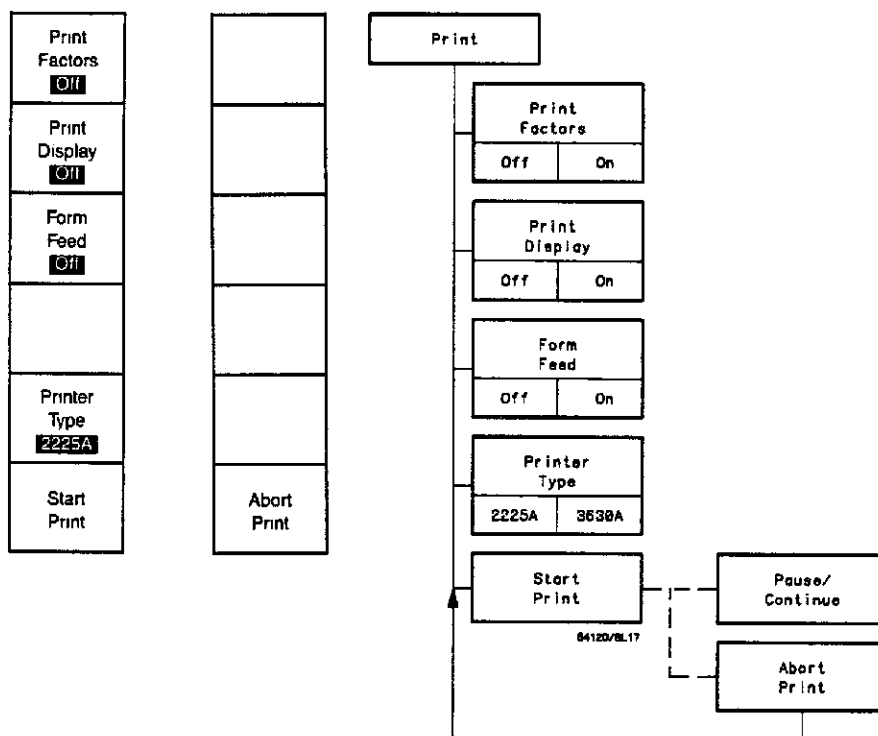 Print
Factors
Off
Print
Display
Off
Form
Feed
Off
Printer
Type
2225A
Start
Print
Abort
Print
Print
Print
Factors
Off On
Print
Display
Off On
Form
Feed
Off On
Printer
Type
2225A 3630A
Start
Print
Pause/
Continue
64120/BL17
Abort
Print